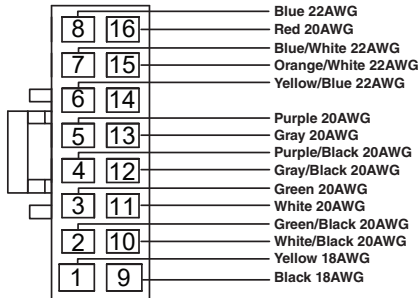 8 16 Blue 22AWG
Red 20AWG
7 15 Blue/White 22AWG
Orange/White 22AWG
6 14 Yellow/Blue 22AWG
5 13 Purple 20AWG
Gray 20AWG
4 12 Purple/Black 20AWG
Gray/Black 20AWG
3 11 Green 20AWG
White 20AWG
2 10 Green/Black 20AWG
White/Black 20AWG
1 9 Yellow 18AWG
Black 18AWG